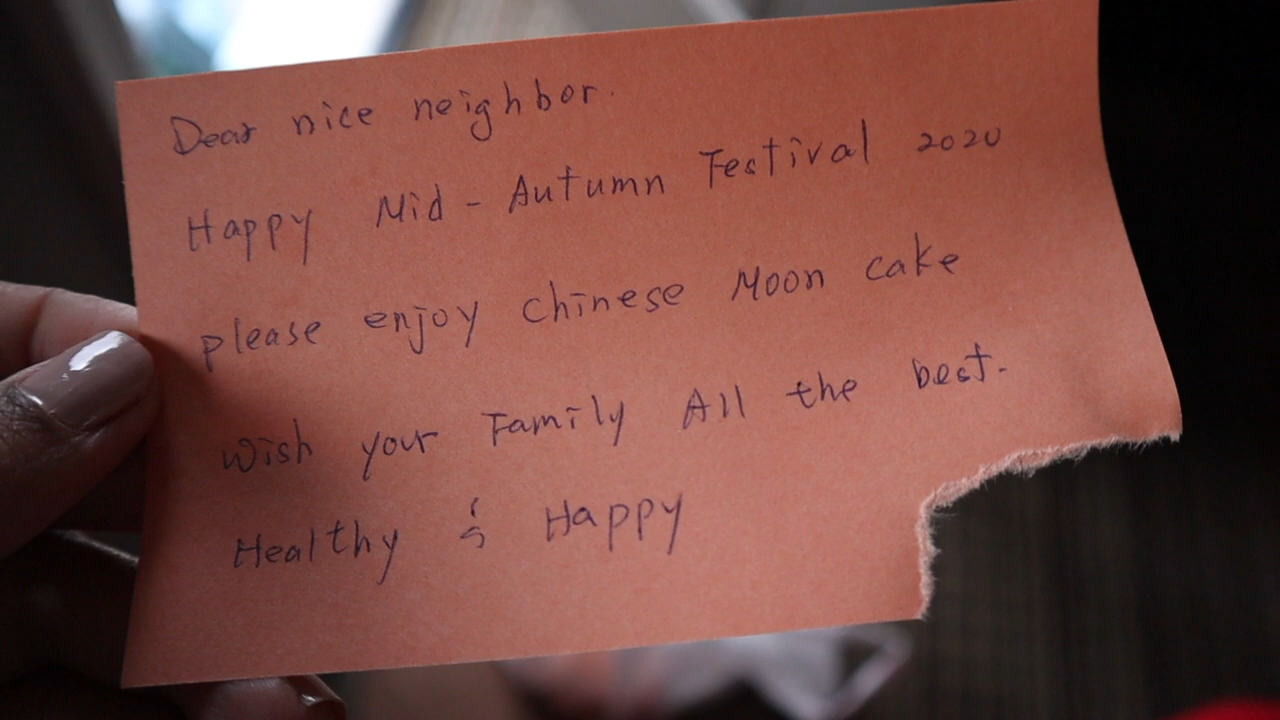 Dear nice neighbor.
Happy Mid - Autumn Festival 2020
please enjoy Chinese Moon cake
Wish your Family All the best.
Healthy & Happy